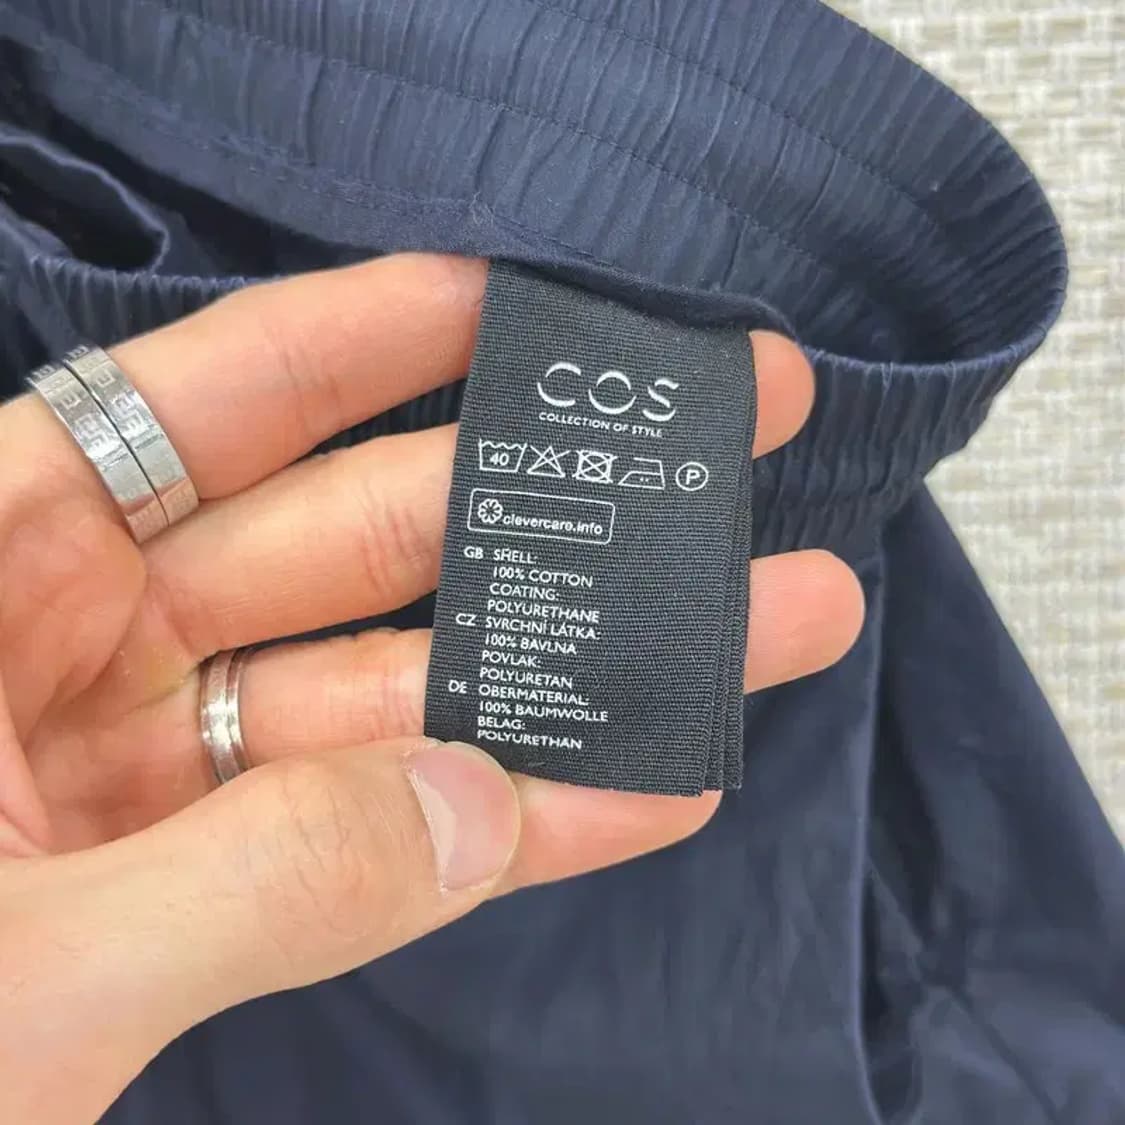 COS
COLLECTION OF STYLE
40 P
clevercare.info
GB SHELL:
100% COTTON
COATING:
POLYURETHANE
CZ SVRCHNÍ LÁTKA:
100% BAVLNA
POVLAK:
POLYURETAN
DE OBERMATERIAL:
100% BAUMWOLLE
BELAG:
POLYURETHAN